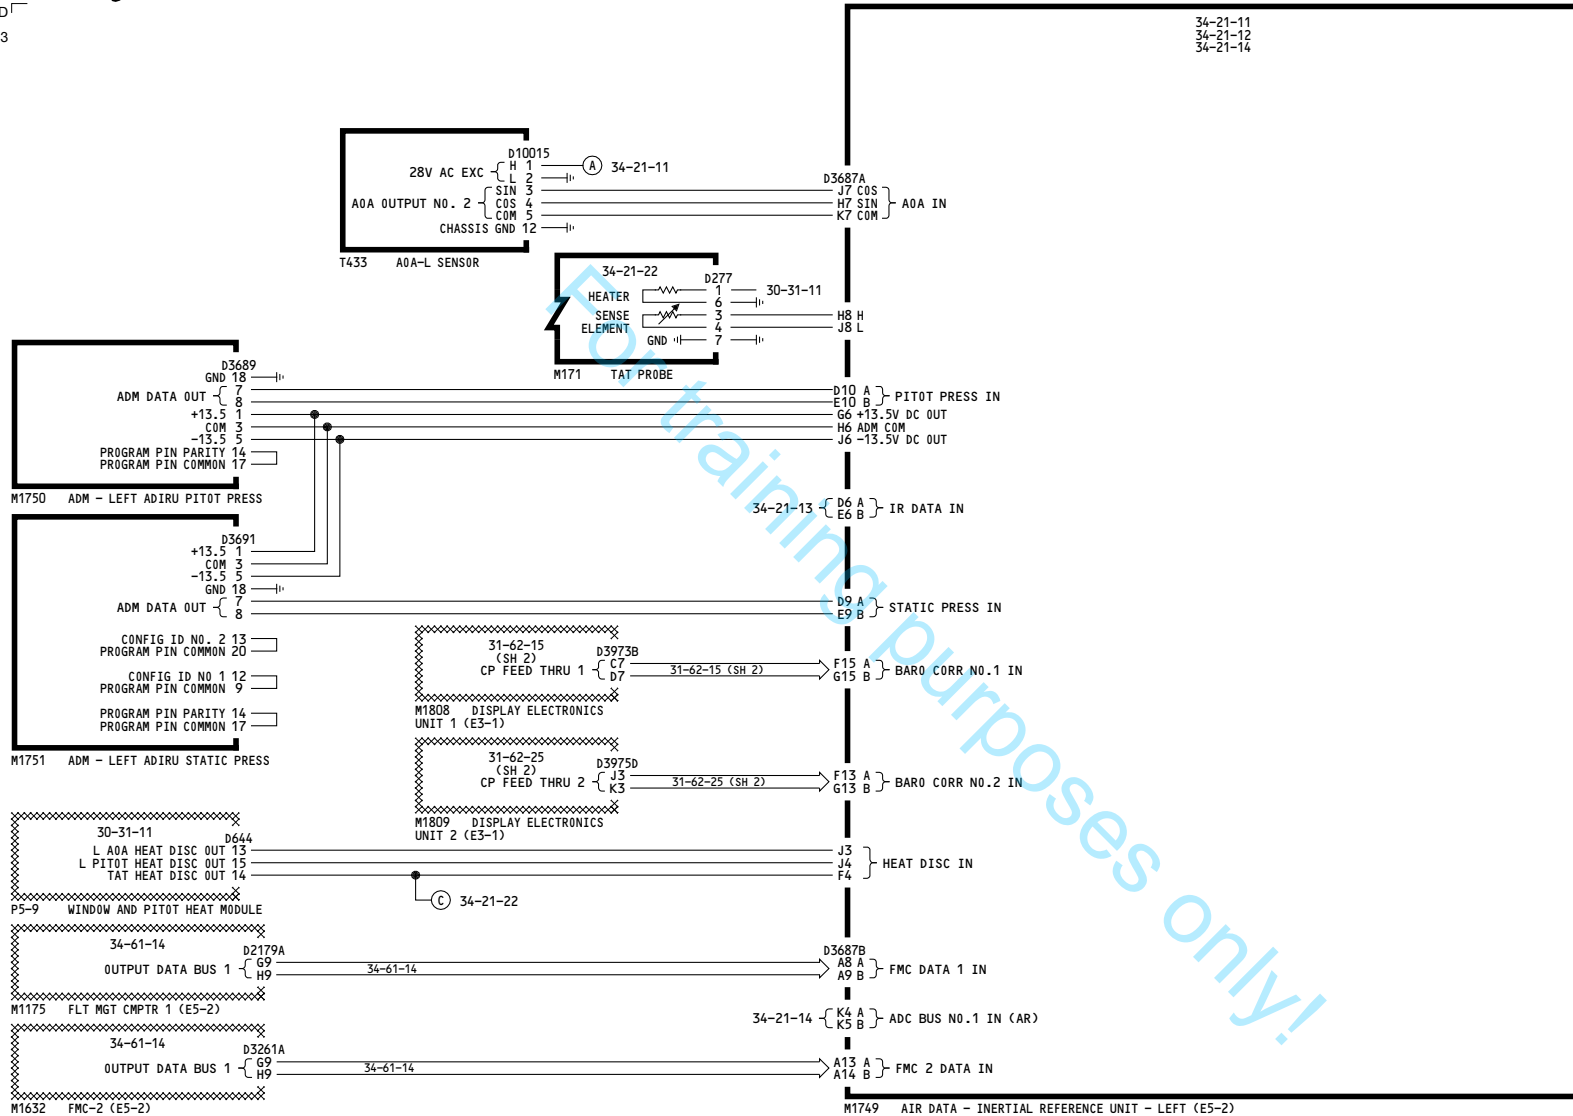 D
3
34-21-11
34-21-12
34-21-14
D10015
28V AC EXC H 1 A 34-21-11
L 2
SIN 3
AOA OUTPUT NO. 2 COS 4
COM 5
CHASSIS GND 12
T433 AOA-L SENSOR
D3687A
J7 COS
H7 SIN AOA IN
K7 COM
34-21-22
D277
HEATER 1 30-31-11
6
SENSE 3
ELEMENT 4
GND 7
M171 TAT PROBE
H8 H
J8 L
D3689
GND 18
ADM DATA OUT 7
8
+13.5 1
COM 3
-13.5 5
PROGRAM PIN PARITY 14
PROGRAM PIN COMMON 17
M1750 ADM - LEFT ADIRU PITOT PRESS
D10 A
E10 B PITOT PRESS IN
G6 +13.5V DC OUT
H6 ADM COM
J6 -13.5V DC OUT
34-21-13 D6 A
E6 B IR DATA IN
D3691
+13.5 1
COM 3
-13.5 5
GND 18
ADM DATA OUT 7
8
CONFIG ID NO. 2 13
PROGRAM PIN COMMON 20
CONFIG ID NO 1 12
PROGRAM PIN COMMON 9
PROGRAM PIN PARITY 14
PROGRAM PIN COMMON 17
M1751 ADM - LEFT ADIRU STATIC PRESS
D9 A
E9 B STATIC PRESS IN
31-62-15
(SH 2)
D3973B
CP FEED THRU 1 C7
D7
31-62-15 (SH 2)
M1808 DISPLAY ELECTRONICS
UNIT 1 (E3-1)
F15 A
G15 B BARO CORR NO.1 IN
31-62-25
(SH 2)
D3975D
CP FEED THRU 2 J3
K3
31-62-25 (SH 2)
M1809 DISPLAY ELECTRONICS
UNIT 2 (E3-1)
F13 A
G13 B BARO CORR NO.2 IN
30-31-11
D644
L AOA HEAT DISC OUT 13
L PITOT HEAT DISC OUT 15
TAT HEAT DISC OUT 14
P5-9 WINDOW AND PITOT HEAT MODULE
C 34-21-22
J3
J4 HEAT DISC IN
F4
34-61-14
D2179A
OUTPUT DATA BUS 1 G9
H9
34-61-14
M1175 FLT MGT CMPTR 1 (E5-2)
D3687B
A8 A
A9 B FMC DATA 1 IN
34-21-14 K4 A
K5 B ADC BUS NO.1 IN (AR)
34-61-14
D3261A
OUTPUT DATA BUS 1 G9
H9
34-61-14
M1632 FMC-2 (E5-2)
A13 A
A14 B FMC 2 DATA IN
M1749 AIR DATA - INERTIAL REFERENCE UNIT - LEFT (E5-2)
For training purposes only!